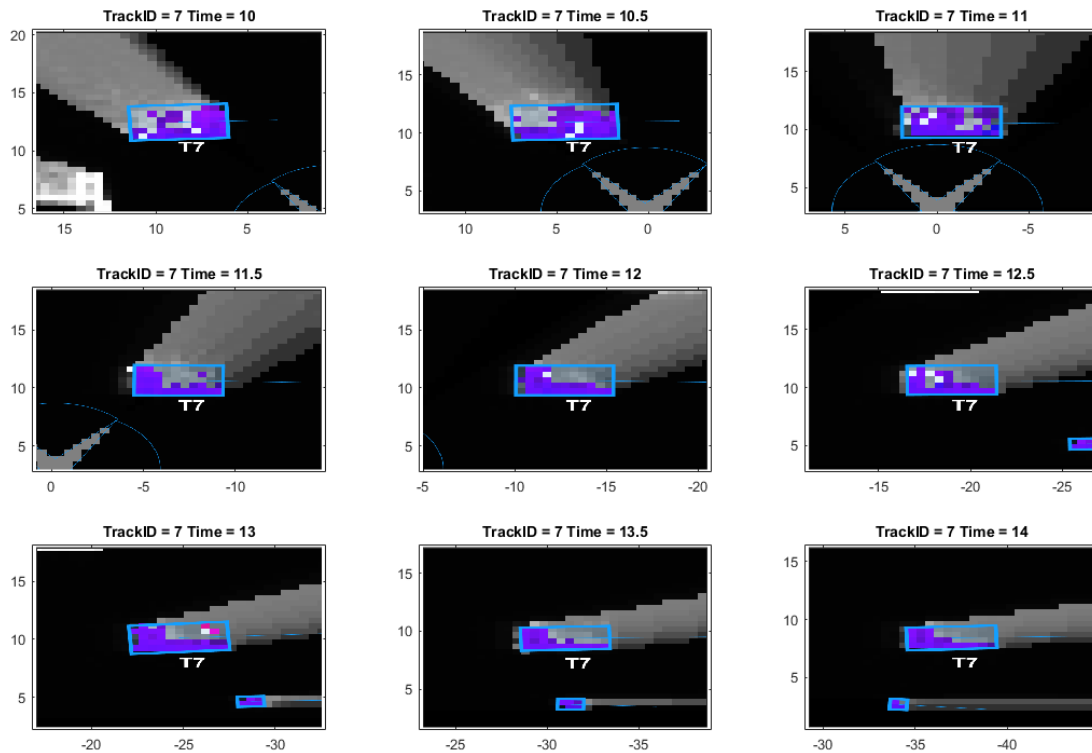 TrackID = 7 Time = 10
20
15
10
5
15 10 5
T7
TrackID = 7 Time = 10.5
15
10
5
10 5 0
T7
TrackID = 7 Time = 11
15
10
5
5 0 -5
T7
TrackID = 7 Time = 11.5
15
10
5
0 -5 -10
T7
TrackID = 7 Time = 12
15
10
5
-5 -10 -15 -20
T7
TrackID = 7 Time = 12.5
15
10
5
-15 -20 -25
T7
TrackID = 7 Time = 13
15
10
5
-20 -25 -30
T7
TrackID = 7 Time = 13.5
15
10
5
-25 -30 -35
T7
TrackID = 7 Time = 14
15
10
5
-30 -35 -40
T7